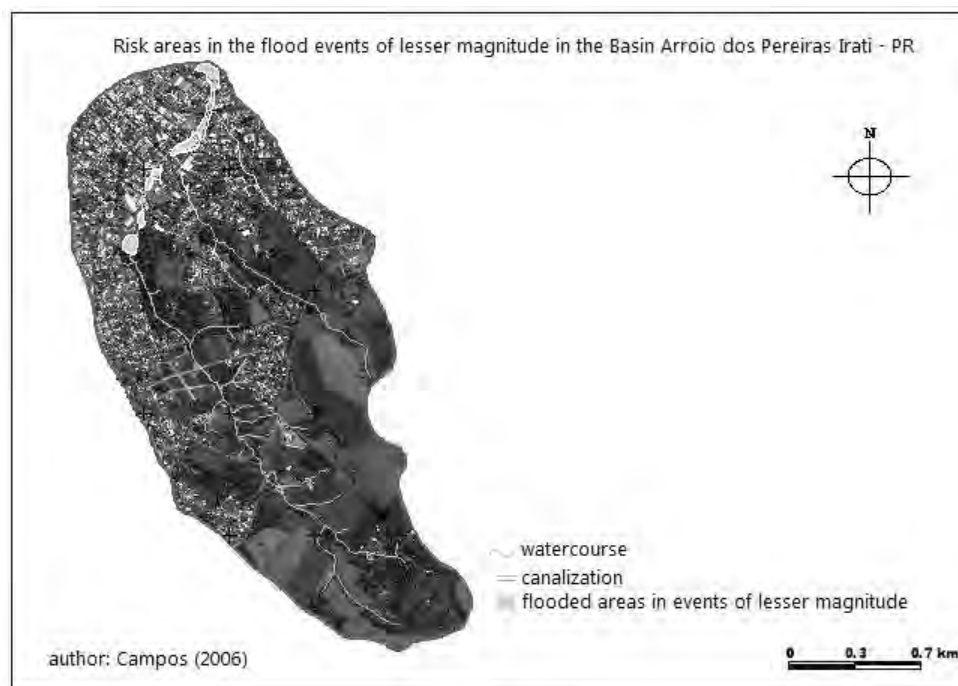 Risk areas in the flood events of lesser magnitude in the Basin Arroio dos Pereiras Irati - PR
N
watercourse
canalization
flooded areas in events of lesser magnitude
author: Campos (2006)
0 0.3 0.7 km